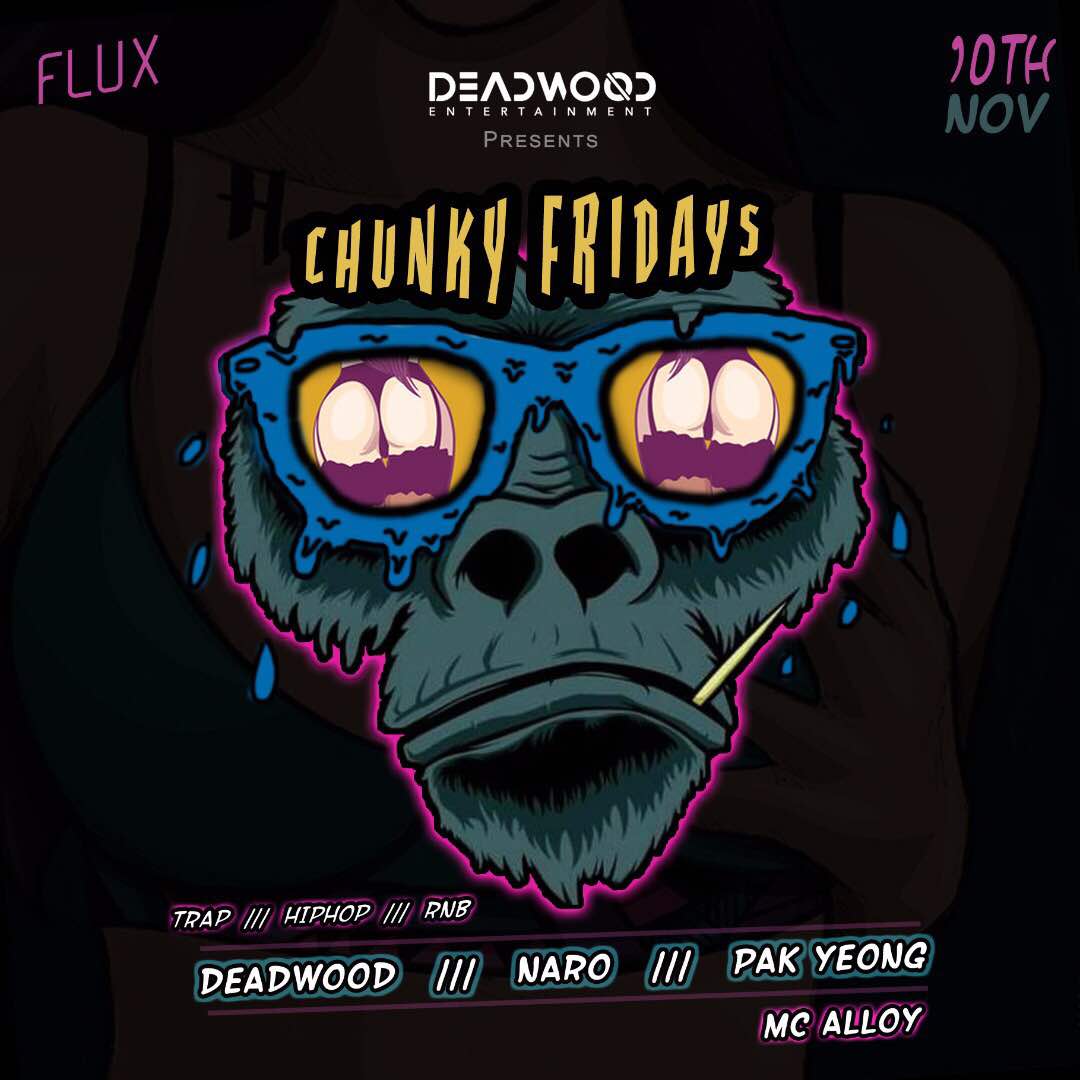 FLUX
10TH
NOV
DEADWOOD
ENTERTAINMENT
PRESENTS
CHUNKY FRIDAYS
TRAP /// HIPHOP /// RNB
DEADWOOD /// NARO /// PAK YEONG
MC ALLOY